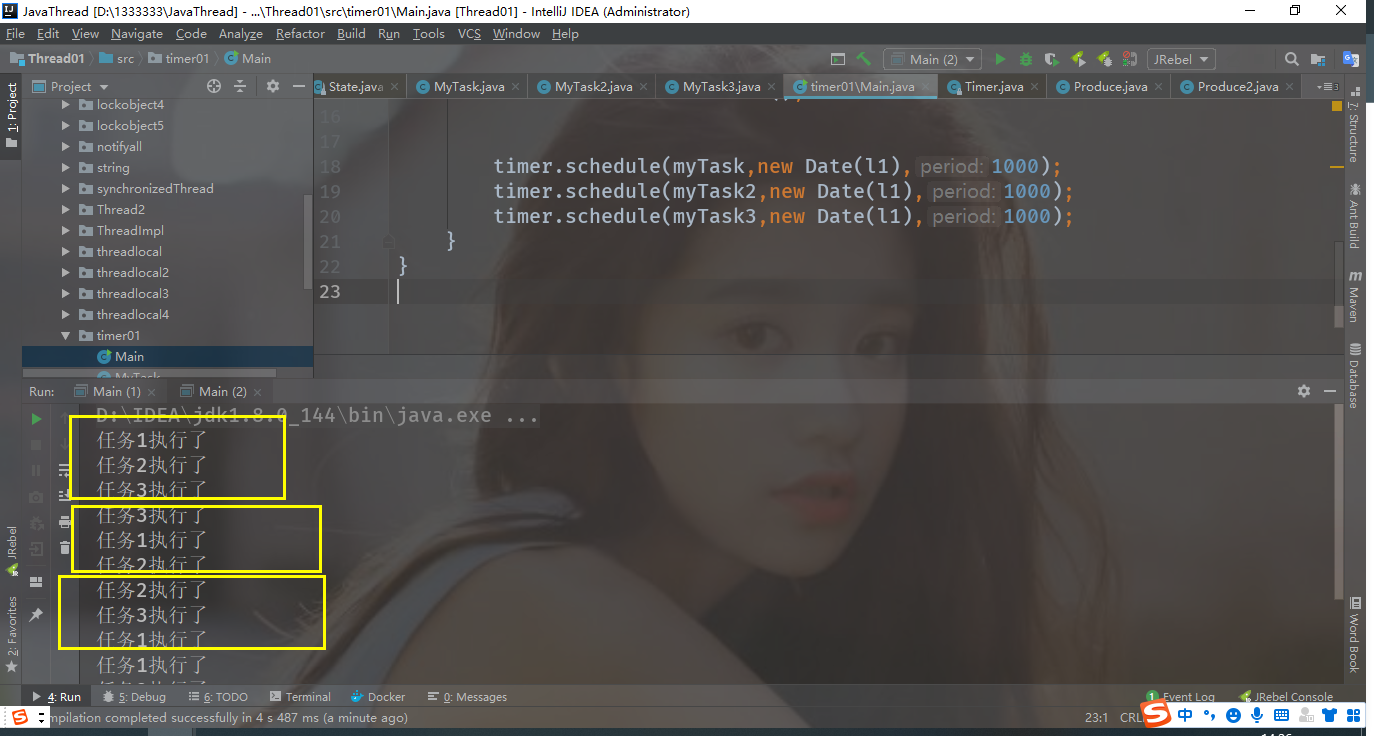 JavaThread [D:\1333333\JavaThread] - ...\Thread01\src\timer01\Main.java [Thread01] - IntelliJ IDEA (Administrator)
File Edit View Navigate Code Analyze Refactor Build Run Tools VCS Window Help
Thread01 src timer01 Main Main (2) JRebel
1: Project
Project
State.java MyTask.java MyTask2.java MyTask3.java timer01\Main.java Timer.java Produce.java Produce2.java
lockobject4
lockobject5
notifyall
string
synchronizedThread
Thread2
ThreadImpl
threadlocal
threadlocal2
threadlocal3
threadlocal4
timer01
Main
MyTask
16
17
18 timer.schedule(myTask,new Date(l1), period: 1000);
19 timer.schedule(myTask2,new Date(l1), period: 1000);
20 timer.schedule(myTask3,new Date(l1), period: 1000);
21 }
22 }
23
7: Structure
Ant Build
Maven
Database
Word Book
Run: Main (1) Main (2)
D:\IDEA\jdk1.8.0_144\bin\java.exe ...
任务1执行了
任务2执行了
任务3执行了
任务3执行了
任务1执行了
任务2执行了
任务2执行了
任务3执行了
任务1执行了
任务1执行了
JRebel
2: Favorites
4: Run 5: Debug 6: TODO Terminal Docker 0: Messages Event Log JRebel Console
mpilation completed successfully in 4 s 487 ms (a minute ago) 23:1 CRL
中